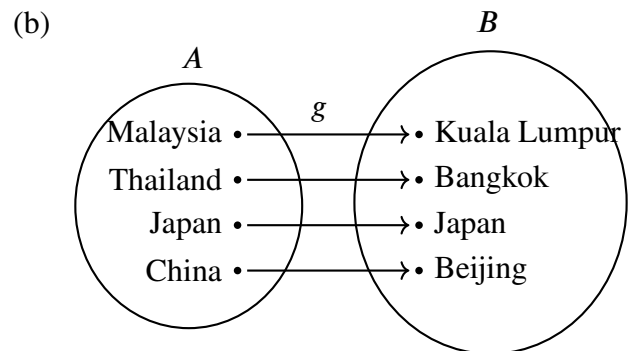 (b)
A B
g
Malaysia Kuala Lumpur
Thailand Bangkok
Japan Japan
China Beijing